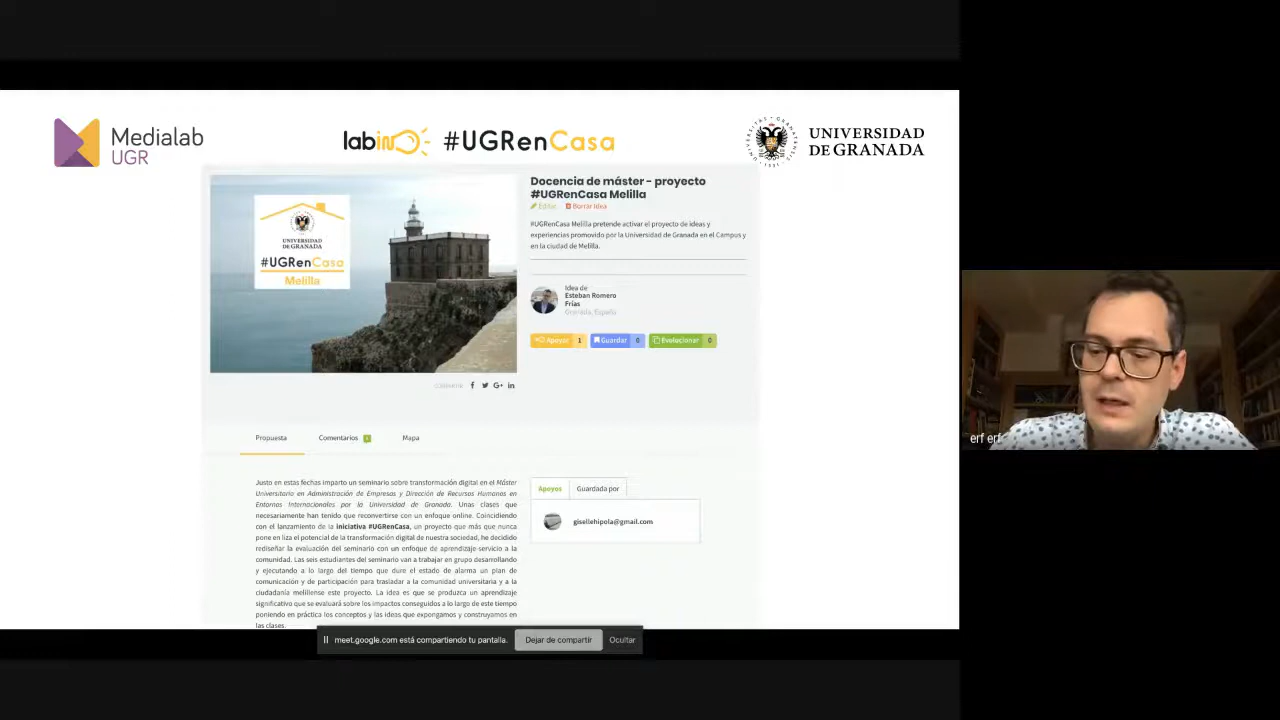 Medialab
UGR
labin #UGRenCasa
UNIVERSITAS GRANATENSIS 1531
UNIVERSIDAD
DE GRANADA
UNIVERSIDAD
DE GRANADA
#UGRenCasa
Melilla
Docencia de máster - proyecto
#UGRenCasa Melilla
Editar Borrar idea
#UGRenCasa Melilla pretende activar el proyecto de ideas y
experiencias promovido por la Universidad de Granada en el Campus y
en la ciudad de Melilla.
Idea de
Esteban Romero
Frías
Granada, España
Apoyar 1 Guardar 0 Evolucionar 0
COMPARTIR f G+ in
Propuesta Comentarios Mapa
Justo en estas fechas imparto un seminario sobre transformación digital en el Máster
Universitario en Administración de Empresas y Dirección de Recursos Humanos en
Entornos Internacionales por la Universidad de Granada. Unas clases que
necesariamente han tenido que reconvertirse con un enfoque online. Coincidiendo
con el lanzamiento de la iniciativa #UGRenCasa, un proyecto que más que nunca
pone en liza el potencial de la transformación digital de nuestra sociedad, he decidido
rediseñar la evaluación del seminario con un enfoque de aprendizaje-servicio a la
comunidad. Las seis estudiantes del seminario van a trabajar en grupo desarrollando
y ejecutando a lo largo del tiempo que dure el estado de alarma un plan de
comunicación y de participación para trasladar a la comunidad universitaria y a la
ciudadanía melillense este proyecto. La idea es que se produzca un aprendizaje
significativo que se evaluará sobre los impactos conseguidos a lo largo de este tiempo
poniendo en práctica los conceptos y las ideas que expongamos y construyamos en
las clases.
Apoyos Guardada por
gisellehipola@gmail.com
erf erf
meet.google.com está compartiendo tu pantalla. Dejar de compartir Ocultar